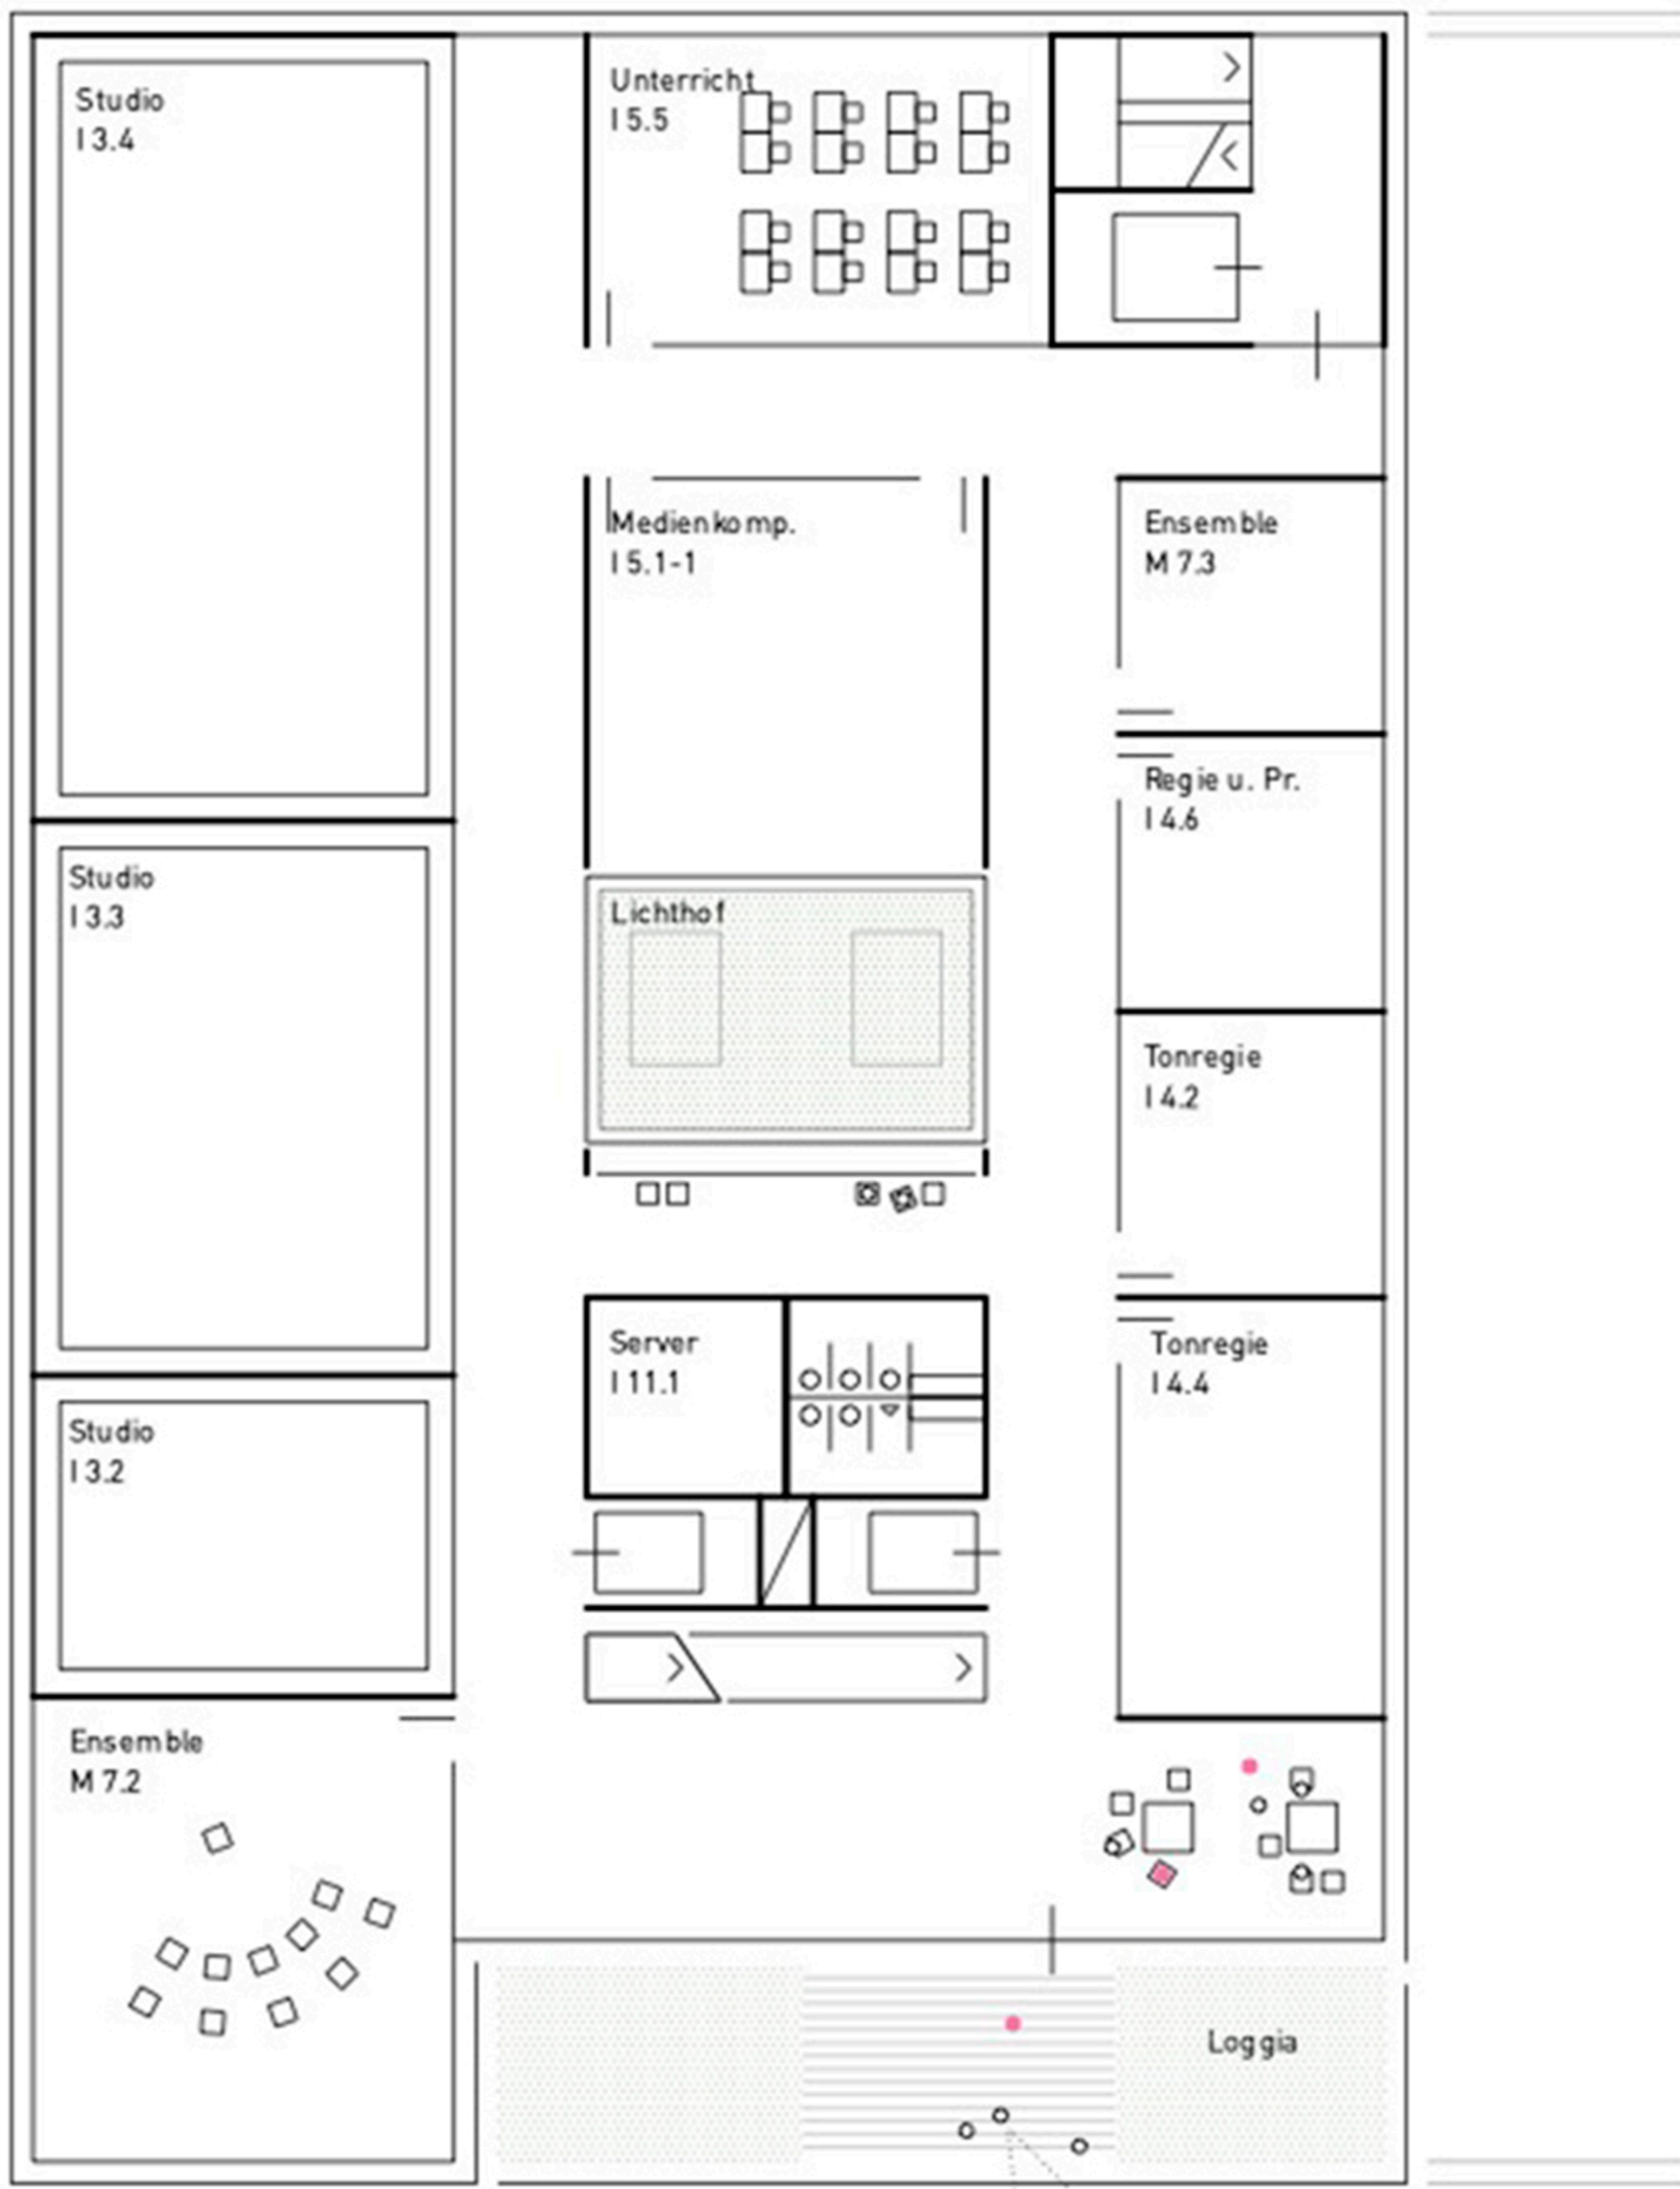 Studio
I 3.4
Unterricht
I 5.5
Medienkomp.
I 5.1-1
Ensemble
M 7.3
Regie u. Pr.
I 4.6
Studio
I 3.3
Lichthof
Tonregie
I 4.2
Server
I 11.1
Tonregie
I 4.4
Studio
I 3.2
Ensemble
M 7.2
Loggia